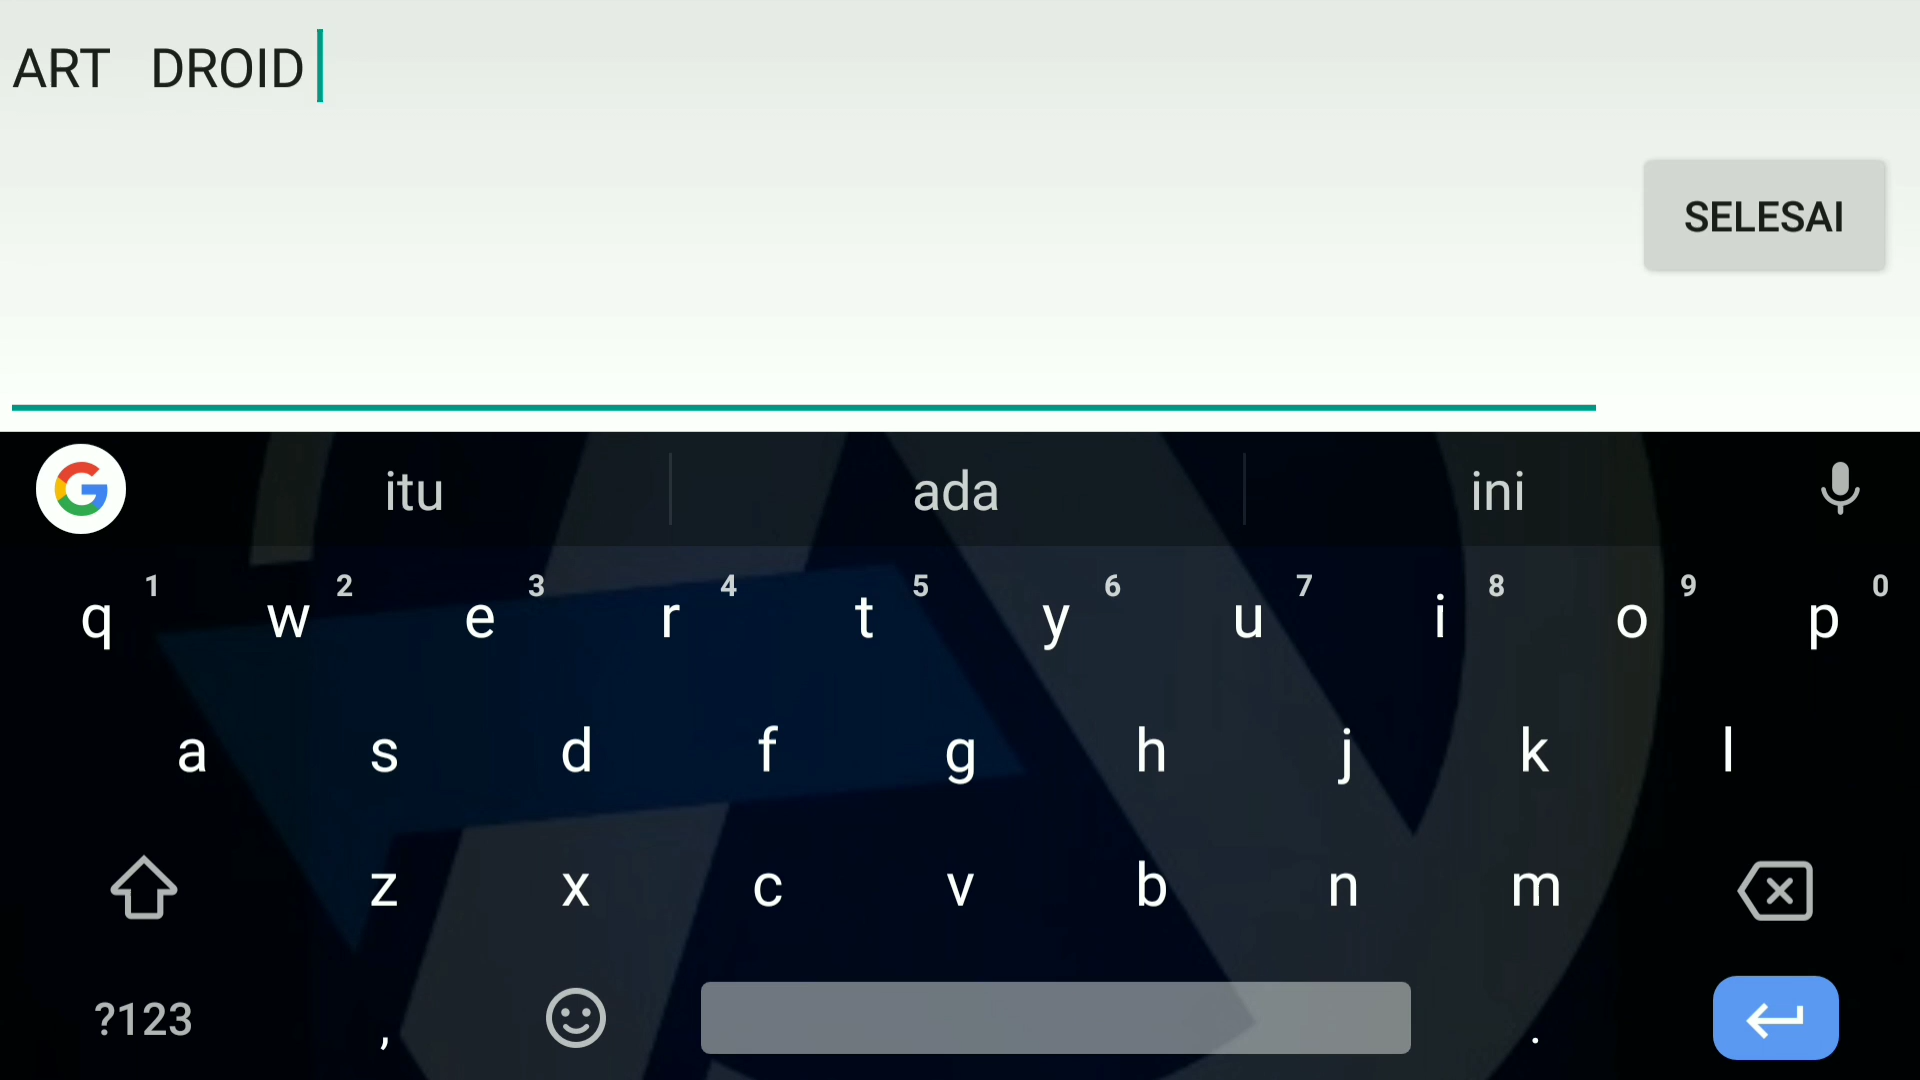 ART   DROID
SELESAI
itu ada ini
q 1 w 2 e 3 r 4 t 5 y 6 u 7 i 8 o 9 p 0
a s d f g h j k l
z x c v b n m
?123 , .